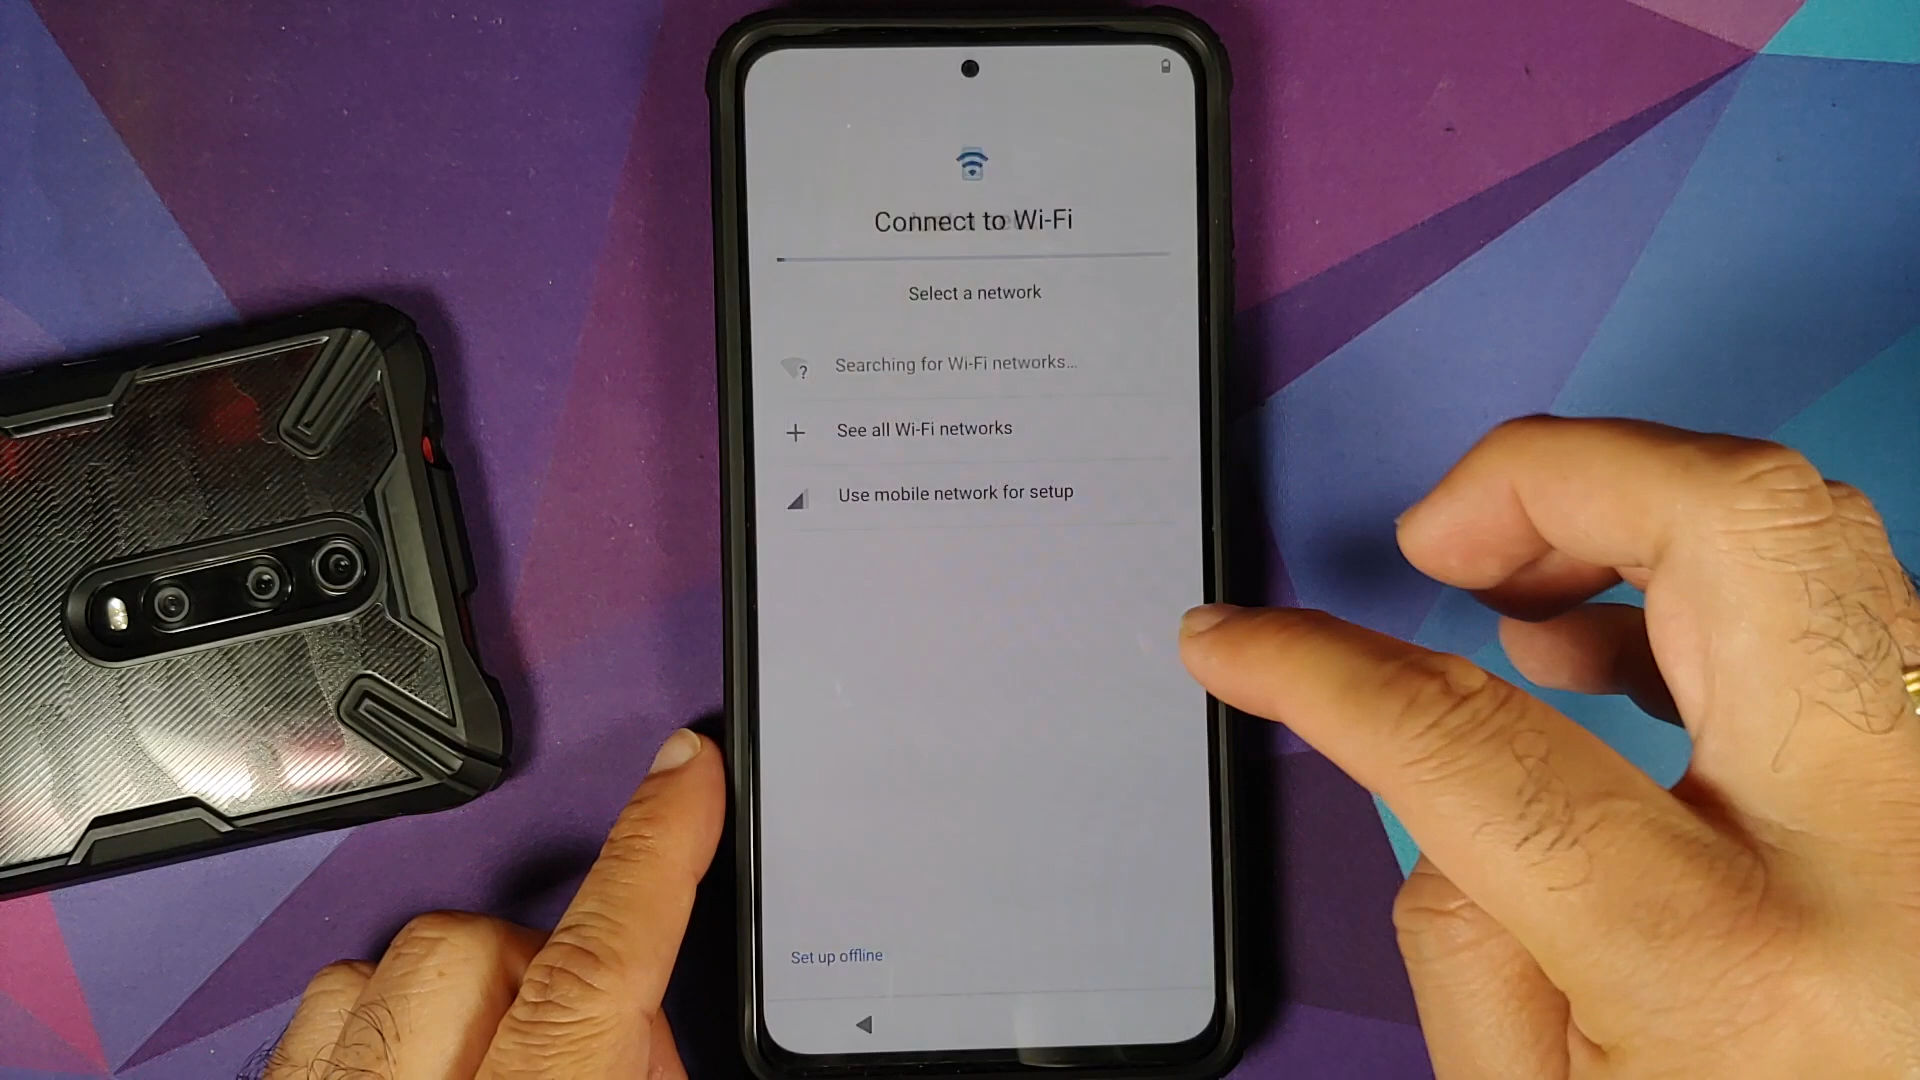 Connect to Wi-Fi
Select a network
Searching for Wi-Fi networks...
See all Wi-Fi networks
Use mobile network for setup
Set up offline